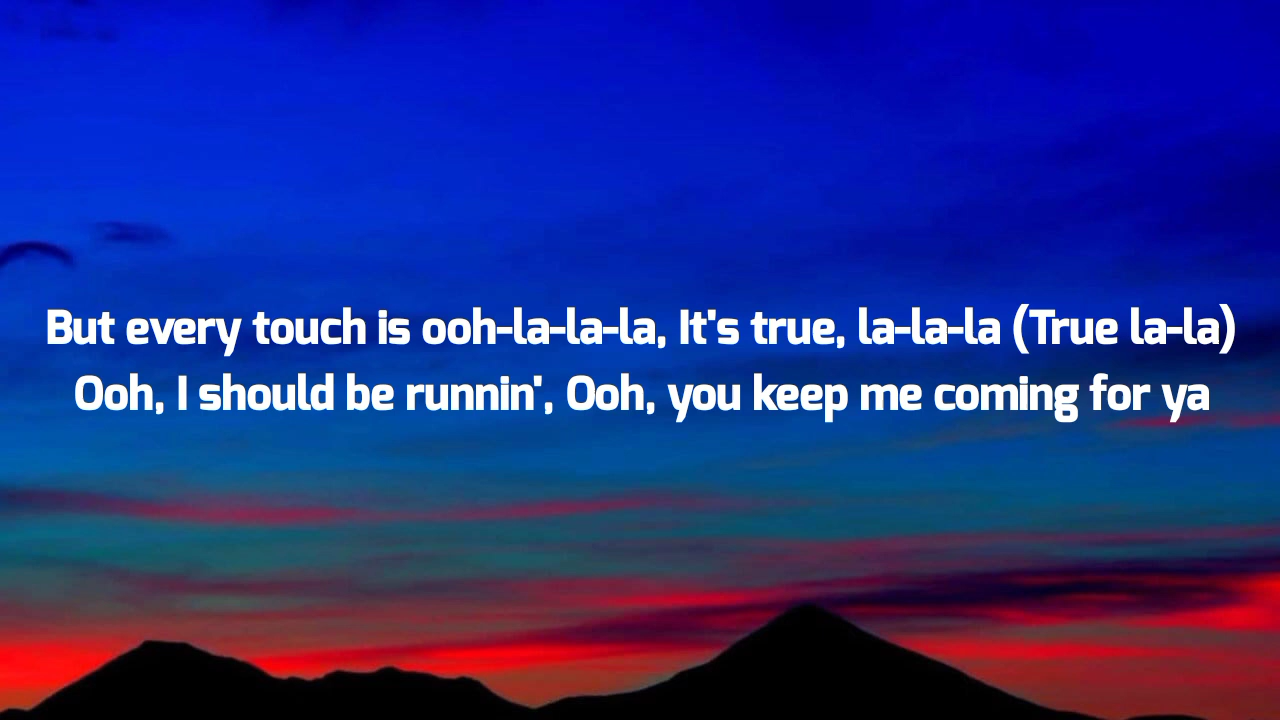 But every touch is ooh-la-la-la, It's true, la-la-la (True la-la)
Ooh, I should be runnin', Ooh, you keep me coming for ya